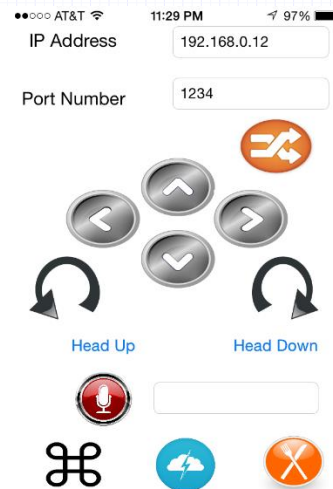 AT&T 11:29 PM 97%
IP Address 192.168.0.12
Port Number 1234
Head Up Head Down